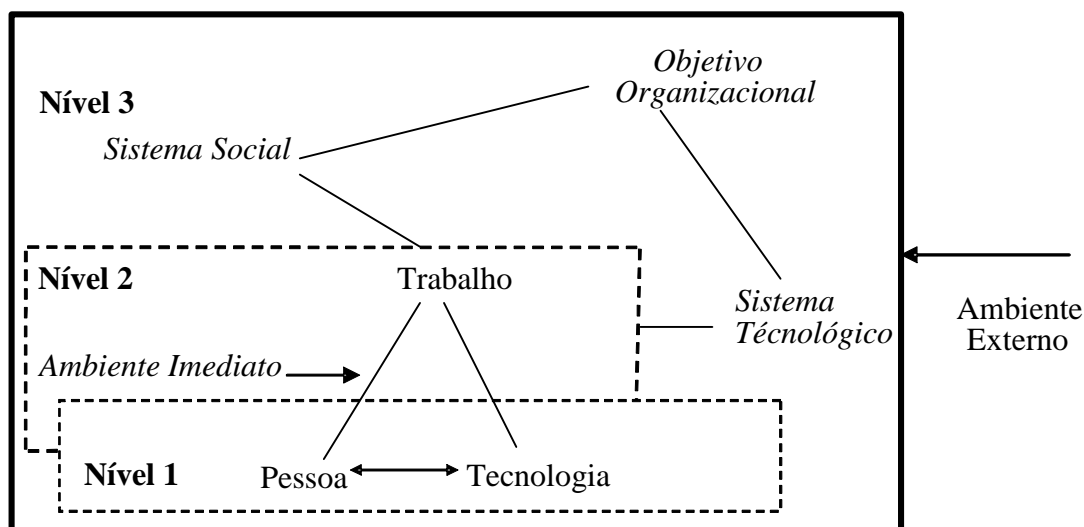 Objetivo
Organizacional
Nível 3
Sistema Social
Nível 2
Trabalho
Sistema
Técnológico
Ambiente
Externo
Ambiente Imediato
Nível 1
Pessoa
Tecnologia